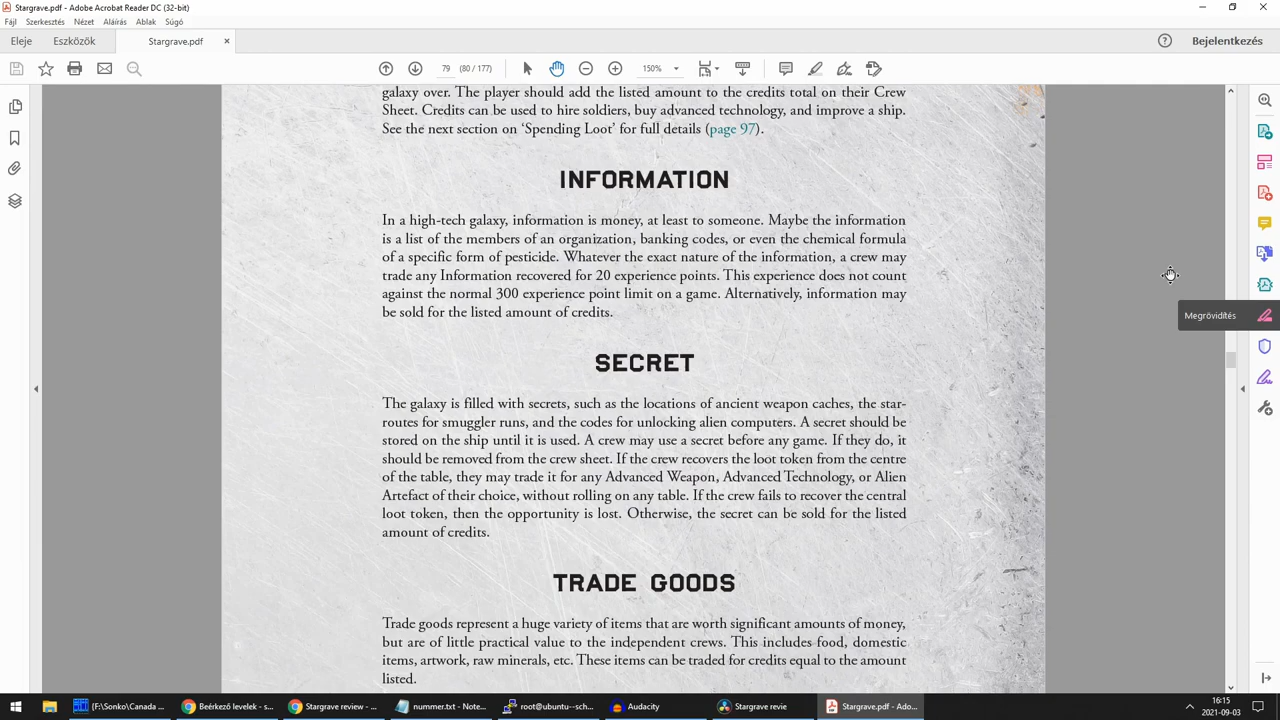 Stargrave.pdf - Adobe Acrobat Reader DC (32-bit)
Fájl Szerkesztés Nézet Aláírás Ablak Súgó
Eleje Eszközök Stargrave.pdf × Bejelentkezés
79 (80 / 177) 150%
galaxy over. The player should add the listed amount to the credits total on their Crew
Sheet. Credits can be used to hire soldiers, buy advanced technology, and improve a ship.
See the next section on ‘Spending Loot’ for full details (page 97).
INFORMATION
In a high-tech galaxy, information is money, at least to someone. Maybe the information
is a list of the members of an organization, banking codes, or even the chemical formula
of a specific form of pesticide. Whatever the exact nature of the information, a crew may
trade any Information recovered for 20 experience points. This experience does not count
against the normal 300 experience point limit on a game. Alternatively, information may
be sold for the listed amount of credits.
Megrövidítés
SECRET
The galaxy is filled with secrets, such as the locations of ancient weapon caches, the star-
routes for smuggler runs, and the codes for unlocking alien computers. A secret should be
stored on the ship until it is used. A crew may use a secret before any game. If they do, it
should be removed from the crew sheet. If the crew recovers the loot token from the centre
of the table, they may trade it for any Advanced Weapon, Advanced Technology, or Alien
Artefact of their choice, without rolling on any table. If the crew fails to recover the central
loot token, then the opportunity is lost. Otherwise, the secret can be sold for the listed
amount of credits.
TRADE GOODS
Trade goods represent a huge variety of items that are worth significant amounts of money,
but are of little practical value to the independent crews. This includes food, domestic
items, artwork, raw minerals, etc. These items can be traded for credits equal to the amount
listed.
(F:\Sonko\Canada ... Beérkező levelek - s... Stargrave review - ... nummer.txt - Note... root@ubuntu--sch... Audacity Stargrave revie Stargrave.pdf - Ado...
16:15
2021-09-03